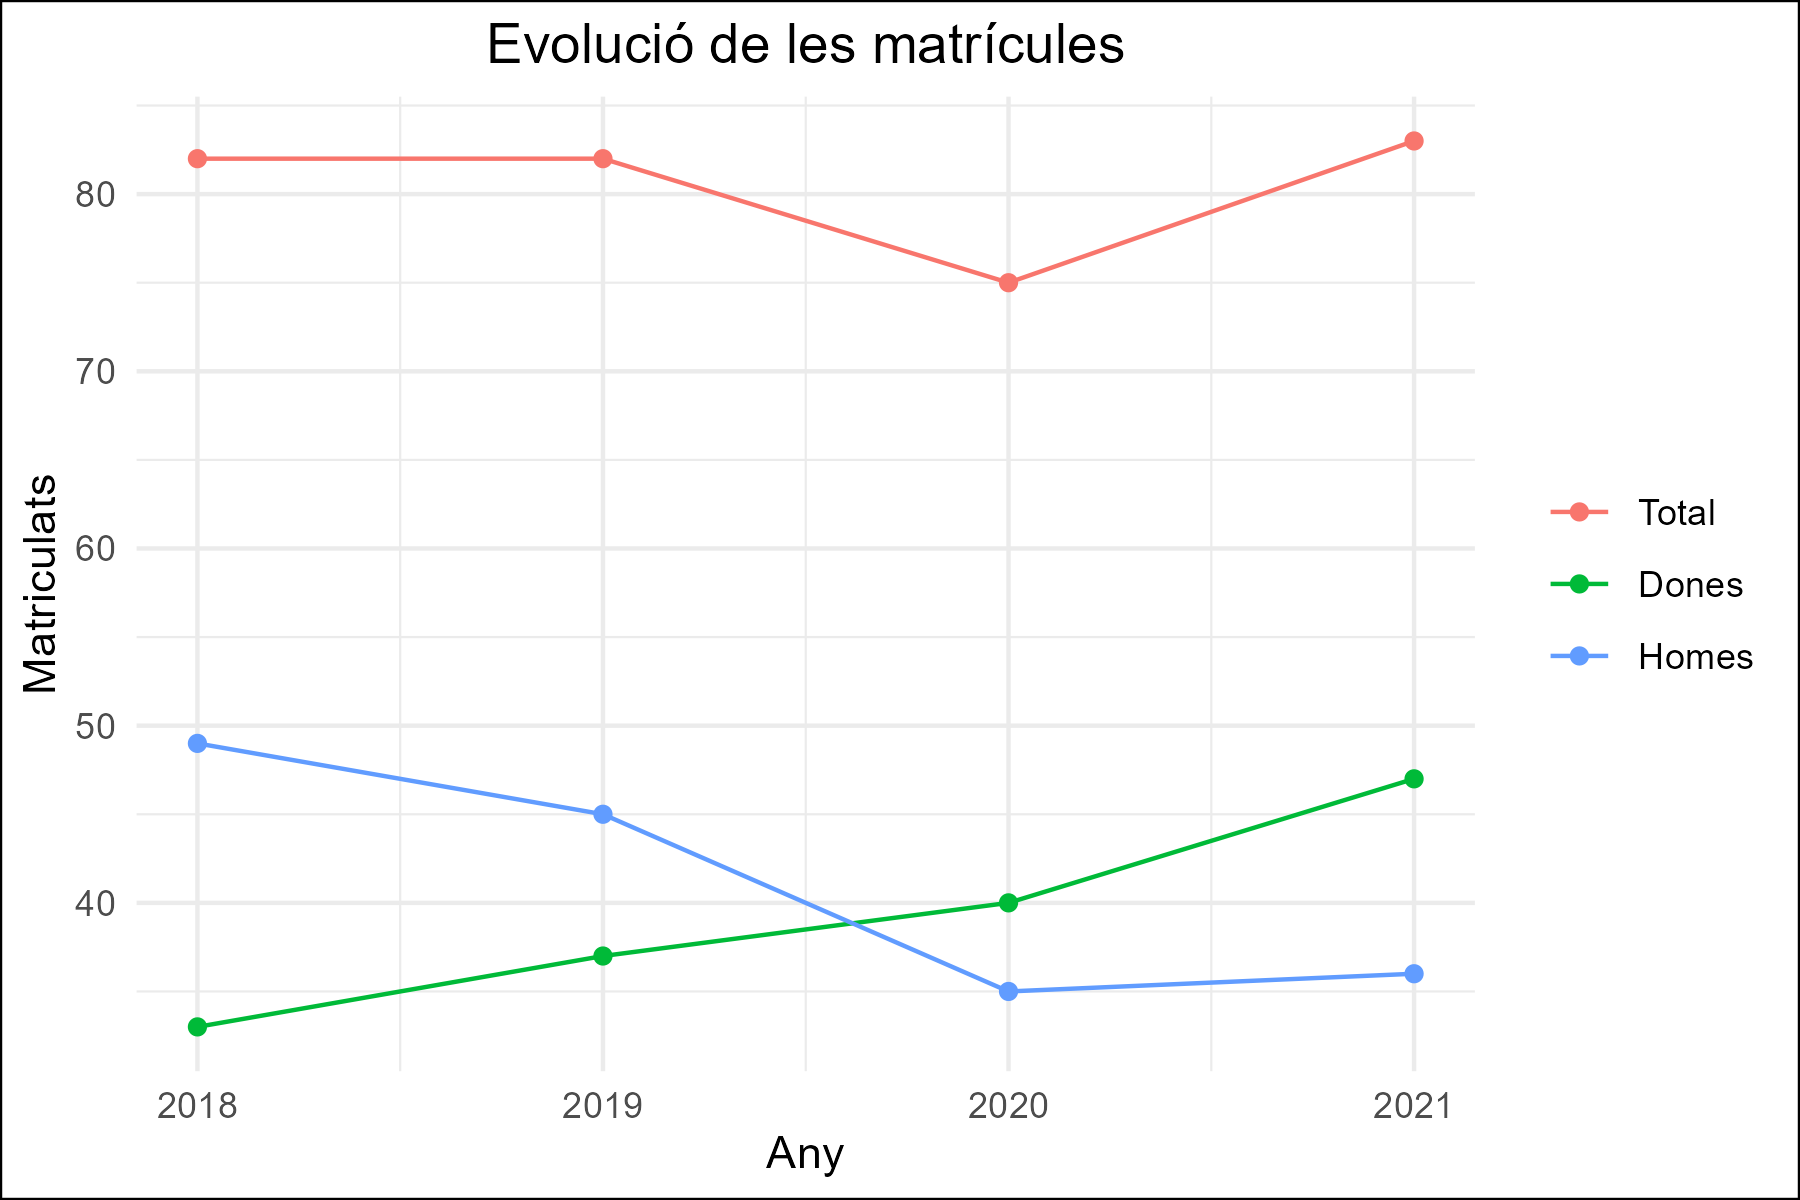 Evolució de les matrícules
80
70
60
50
40
Matriculats
2018 2019 2020 2021
Any
Total
Dones
Homes